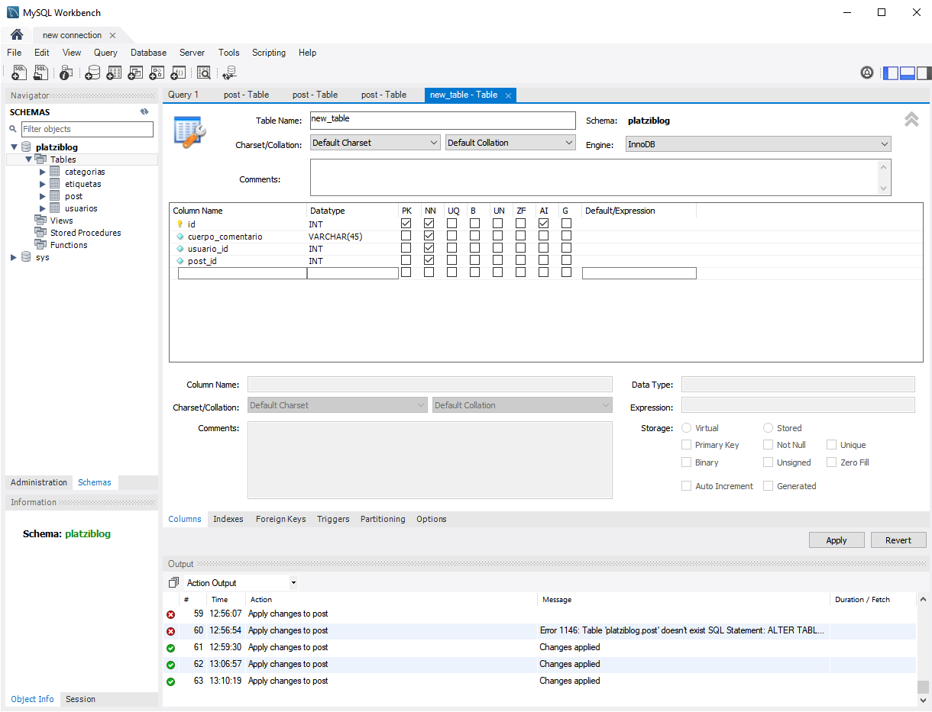 MySQL Workbench
new connection
File Edit View Query Database Server Tools Scripting Help
Navigator
SCHEMAS
Filter objects
platziblog
Tables
categorias
etiquetas
post
usuarios
Views
Stored Procedures
Functions
sys
Administration Schemas
Information
Schema: platziblog
Object Info Session
Query 1 post - Table post - Table post - Table new_table - Table
Table Name: new_table Schema: platziblog
Charset/Collation: Default Charset Default Collation Engine: InnoDB
Comments:
Column Name Datatype PK NN UQ B UN ZF AI G Default/Expression
id INT
cuerpo_comentario VARCHAR(45)
usuario_id INT
post_id INT
Column Name: Data Type:
Charset/Collation: Default Charset Default Collation Expression:
Comments: Storage: Virtual Stored
Primary Key Not Null Unique
Binary Unsigned Zero Fill
Auto Increment Generated
Columns Indexes Foreign Keys Triggers Partitioning Options
Apply Revert
Output
Action Output
# Time Action Message Duration / Fetch
59 12:56:07 Apply changes to post
60 12:56:54 Apply changes to post Error 1146: Table 'platziblog.post' doesn't exist SQL Statement: ALTER TABL...
61 12:59:30 Apply changes to post Changes applied
62 13:06:57 Apply changes to post Changes applied
63 13:10:19 Apply changes to post Changes applied